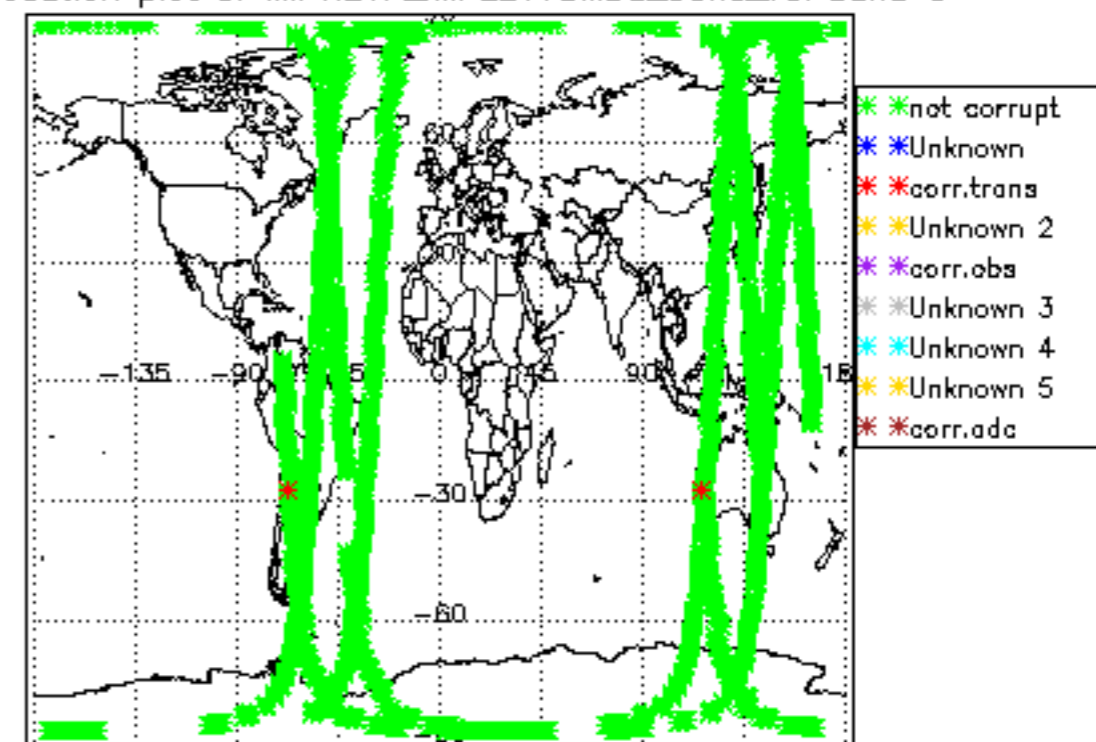 not corrupt
Unknown
corr.trans
Unknown 2
corr.obs
Unknown 3
Unknown 4
Unknown 5
corr.adc
60
-135
-90
0
45
90
-30
-60